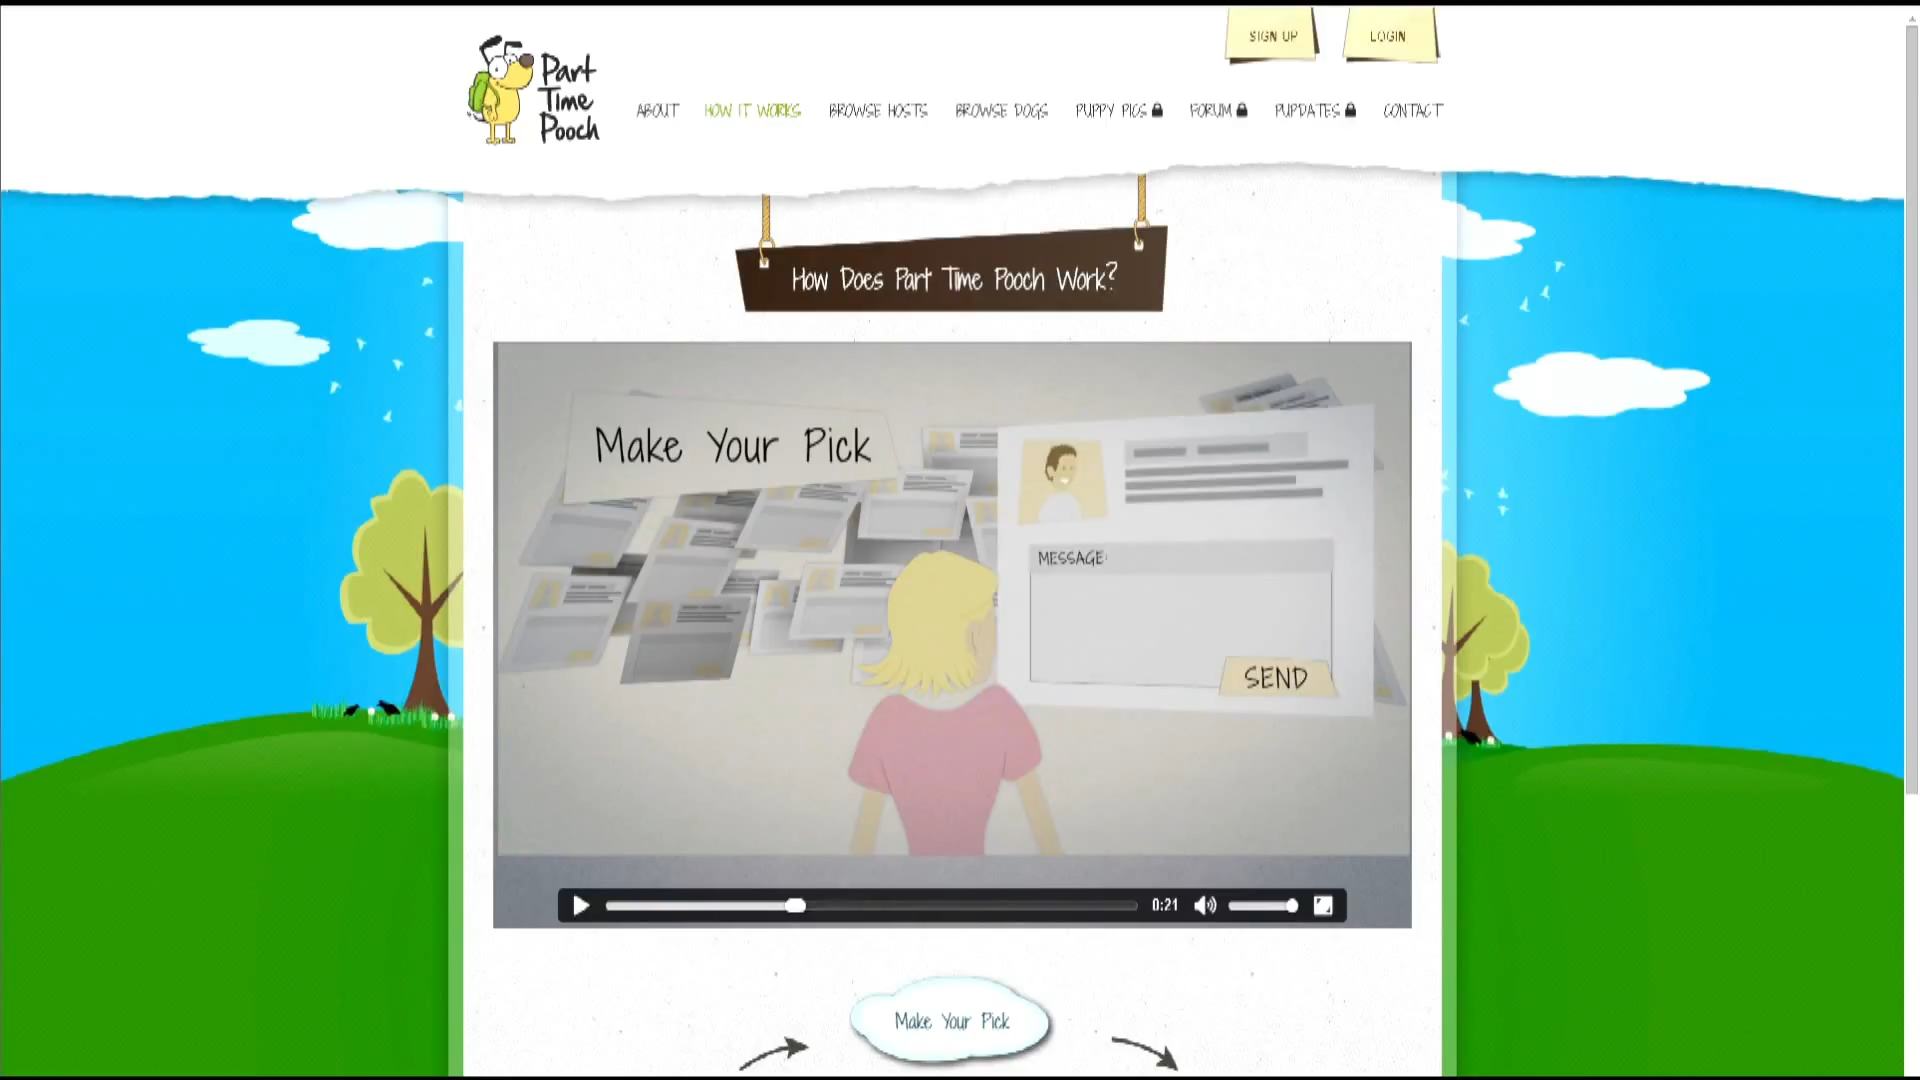 SIGN UP
LOGIN
Part
Time
Pooch
ABOUT HOW IT WORKS BROWSE HOSTS BROWSE DOGS PUPPY PICS FORUM PUPDATES CONTACT
How Does Part Time Pooch Work?
Make Your Pick
MESSAGE:
SEND
0:21
Make Your Pick